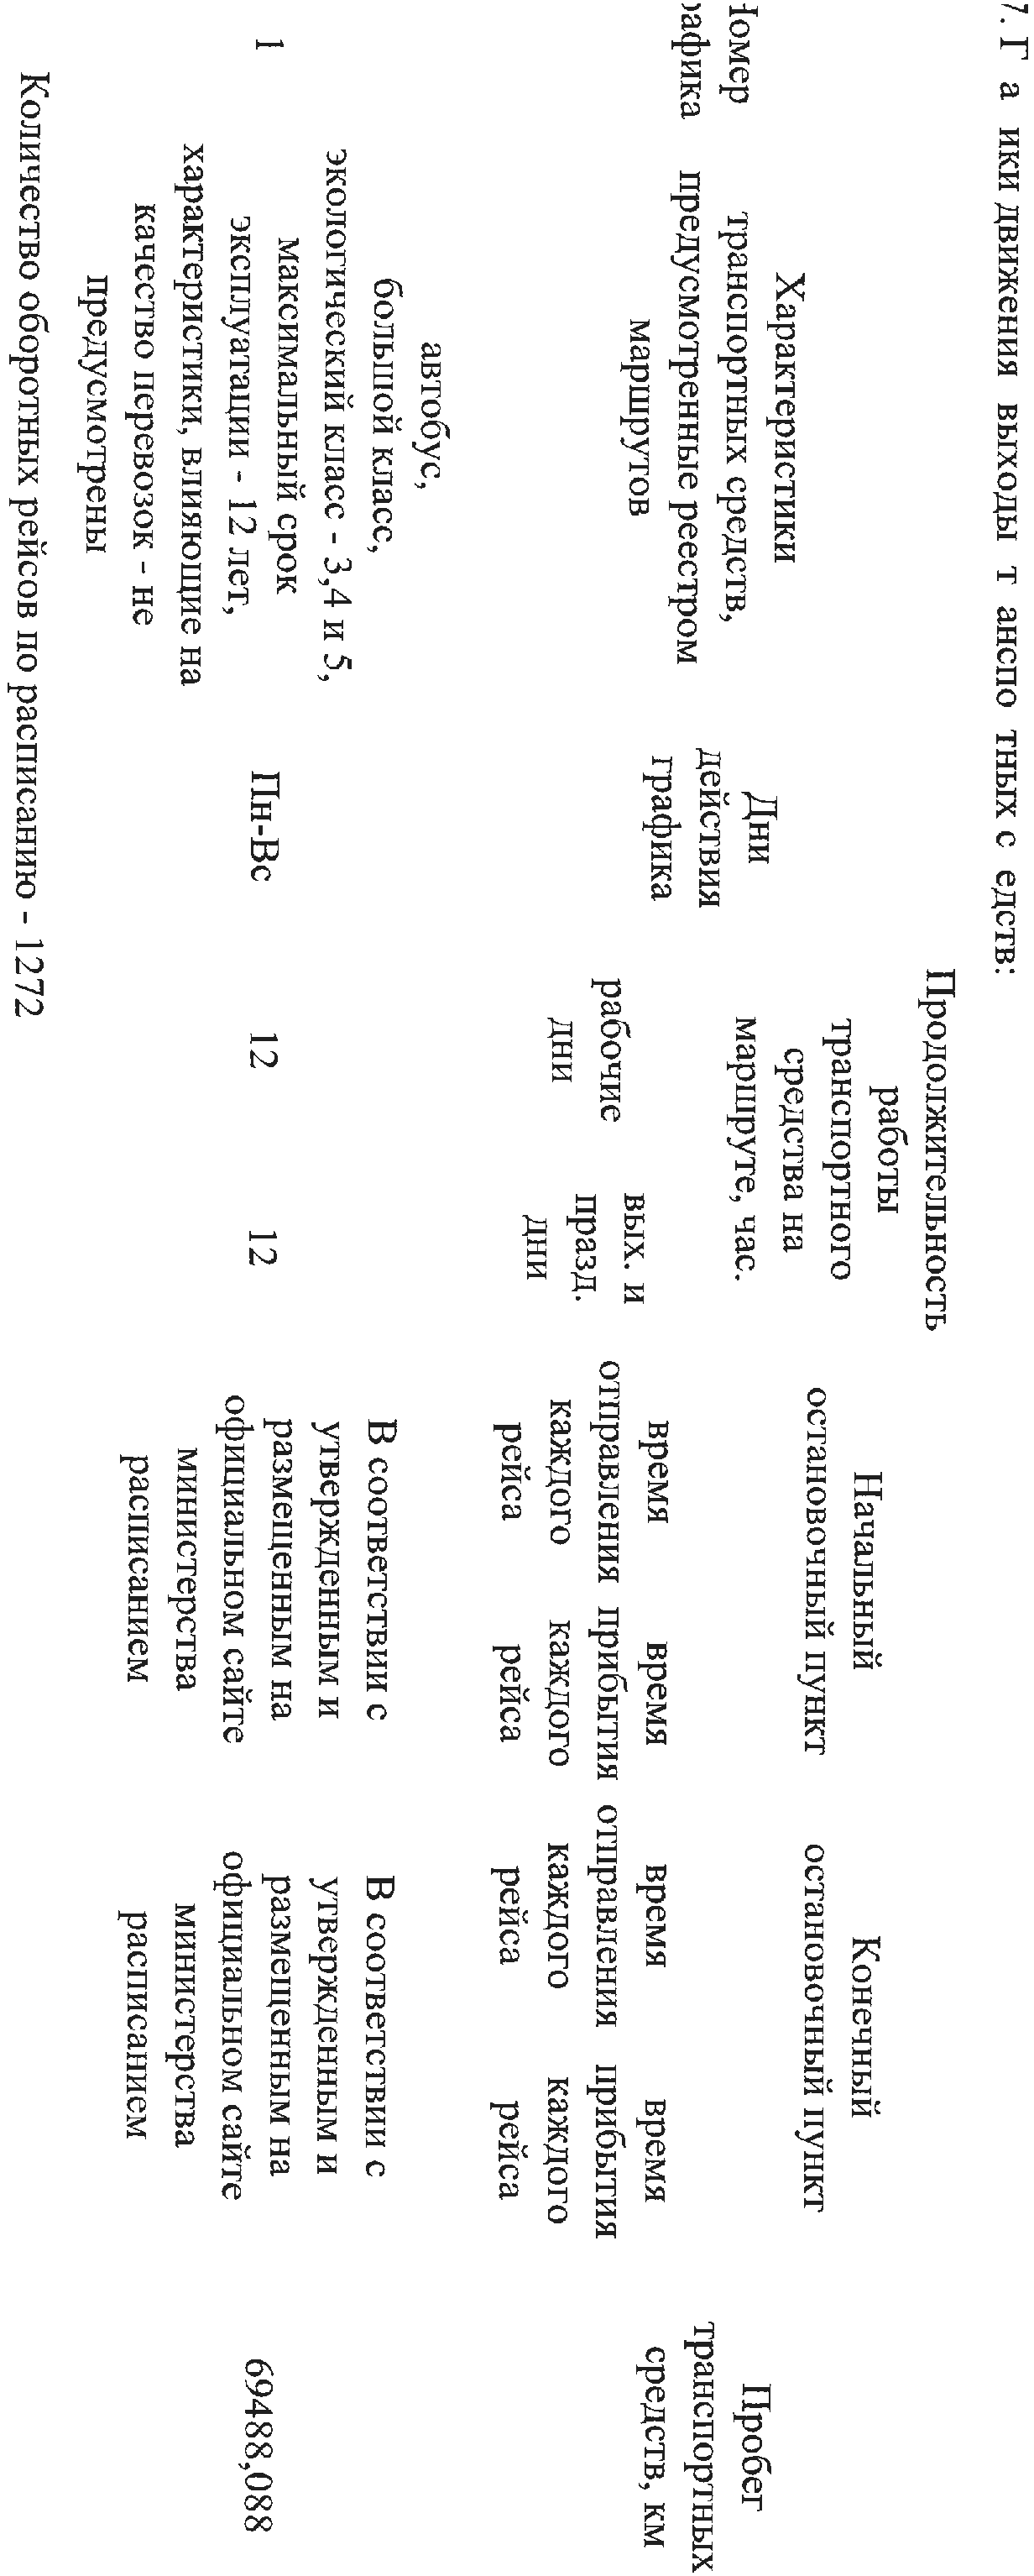 7. Г а ики движения выходы т анспо тных с едств:
Номер
рафика
Характеристики
транспортных средств,
предусмотренные реестром
маршрутов
Дни
действия
графика
Продолжительность
работы
транспортного
средства на
маршруте, час.
рабочие
дни
вых. и
празд.
дни
Начальный
остановочный пункт
время
отправления
каждого
рейса
время
прибытия
каждого
рейса
Конечный
остановочный пункт
время
отправления
каждого
рейса
время
прибытия
каждого
рейса
Пробег
транспортных
средств, км
1
автобус,
большой класс,
экологический класс - 3,4 и 5,
максимальный срок
эксплуатации - 12 лет,
характеристики, влияющие на
качество перевозок - не
предусмотрены
Пн-Вс
12
12
В соответствии с
утвержденным и
размещенным на
официальном сайте
министерства
расписанием
В соответствии с
утвержденным и
размещенным на
официальном сайте
министерства
расписанием
69488,088
Количество оборотных рейсов по расписанию - 1272